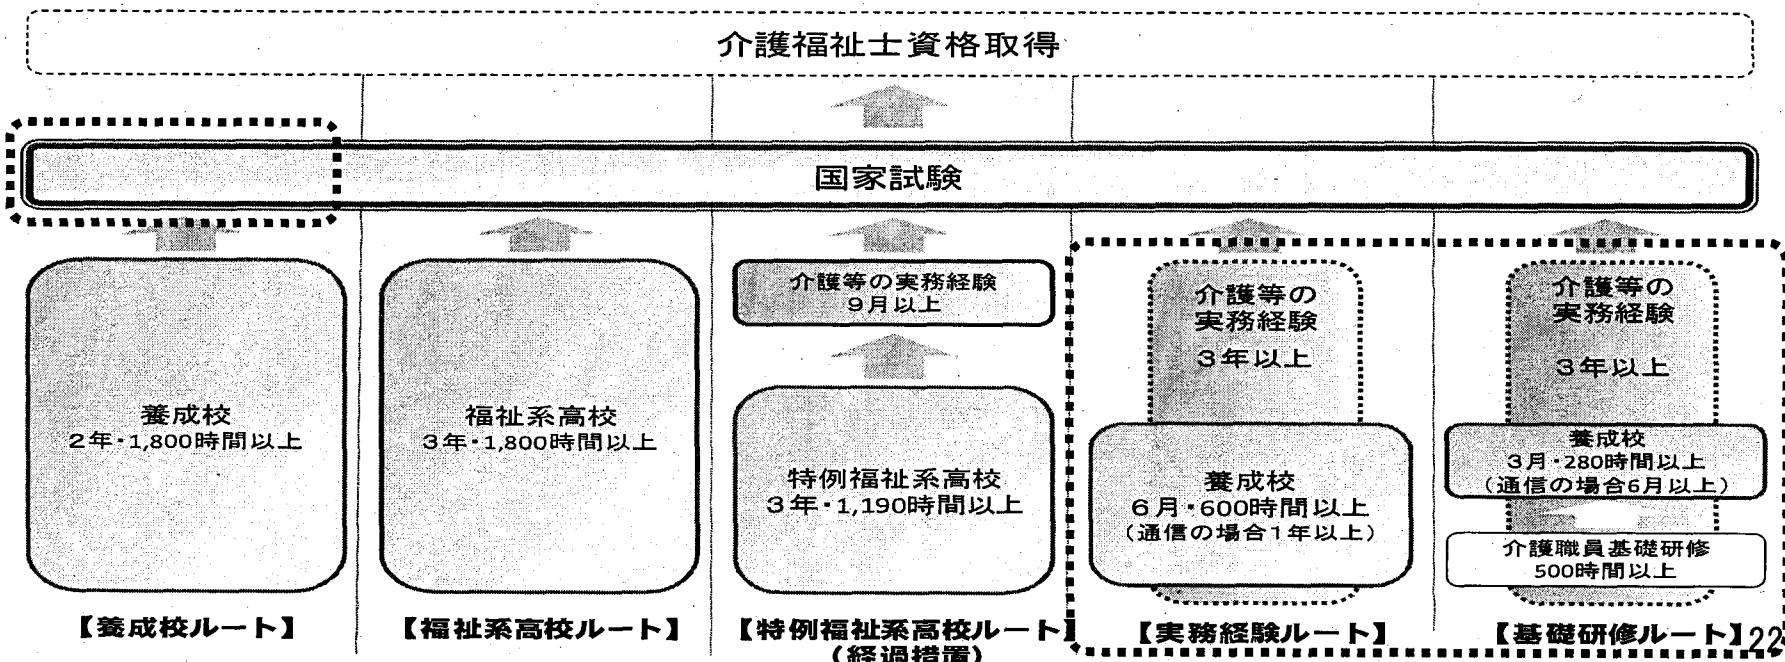 介護福祉士資格取得
国家試験
養成校
2年・1,800時間以上
【養成校ルート】
福祉系高校
3年・1,800時間以上
【福祉系高校ルート】
介護等の実務経験
9月以上
特例福祉系高校
3年・1,190時間以上
【特例福祉系高校ルート】
(経過措置)
介護等の
実務経験
3年以上
養成校
6月・600時間以上
(通信の場合1年以上)
【実務経験ルート】
介護等の
実務経験
3年以上
養成校
3月・280時間以上
(通信の場合6月以上)
介護職員基礎研修
500時間以上
【基礎研修ルート】
22